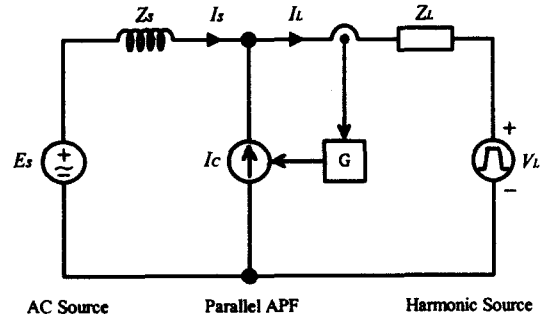 Zs Is IL ZL
Es + ~ Ic G + VL −
AC Source Parallel APF Harmonic Source